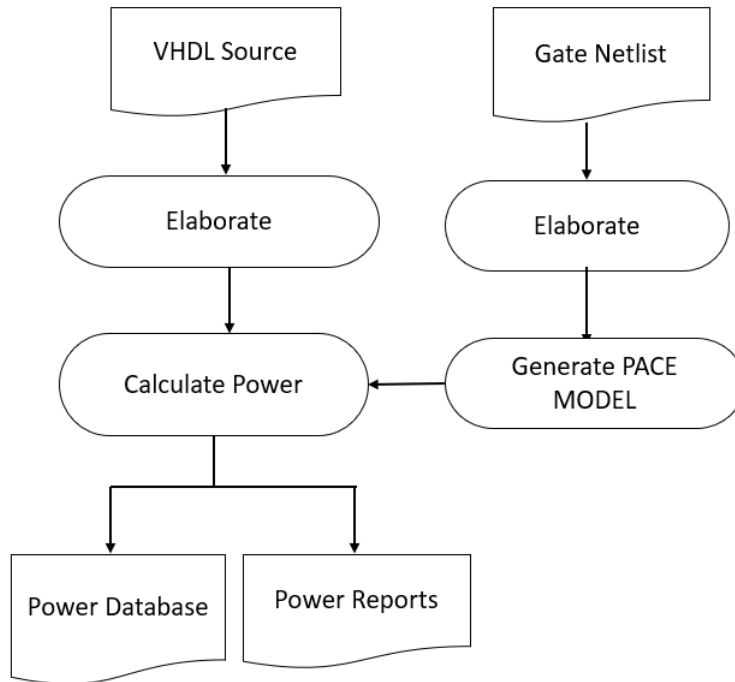 VHDL Source
Gate Netlist
Elaborate
Elaborate
Calculate Power
Generate PACE
MODEL
Power Database
Power Reports